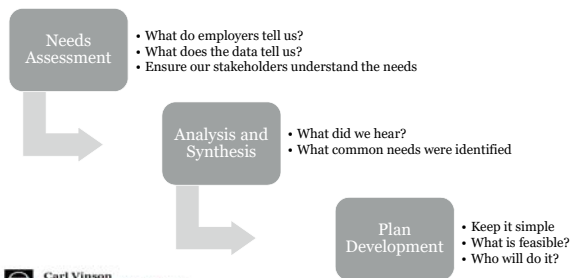 Needs
Assessment
• What do employers tell us?
• What does the data tell us?
• Ensure our stakeholders understand the needs
Analysis and
Synthesis
• What did we hear?
• What common needs were identified
Plan
Development
• Keep it simple
• What is feasible?
• Who will do it?
Carl Vinson